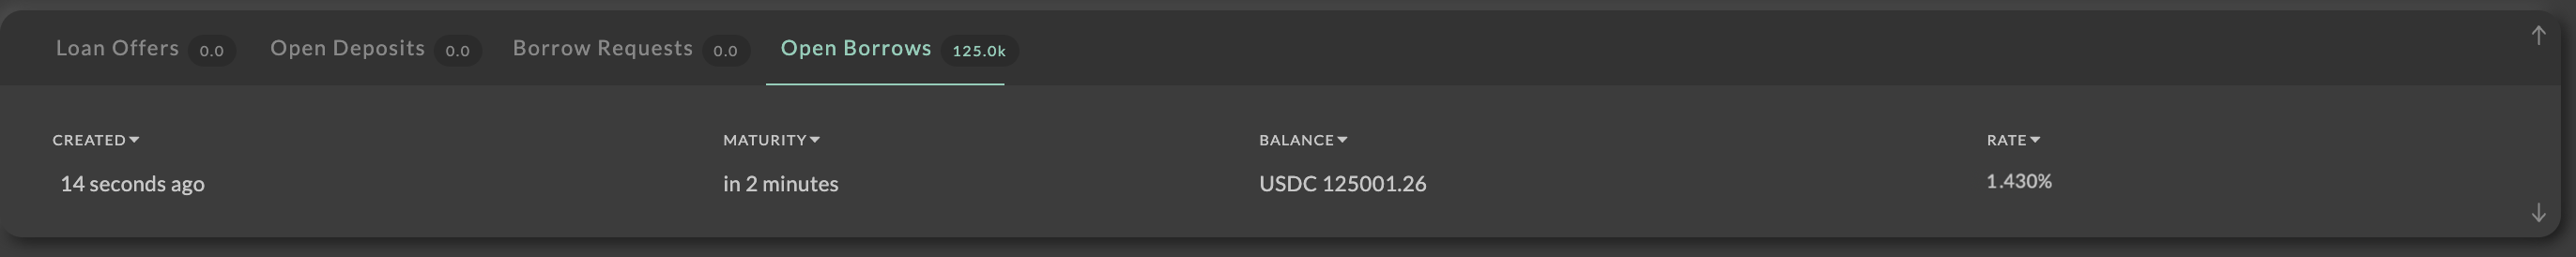 Loan Offers 0.0 Open Deposits 0.0 Borrow Requests 0.0 Open Borrows 125.0k
CREATED MATURITY BALANCE RATE
14 seconds ago in 2 minutes USDC 125001.26 1.430%